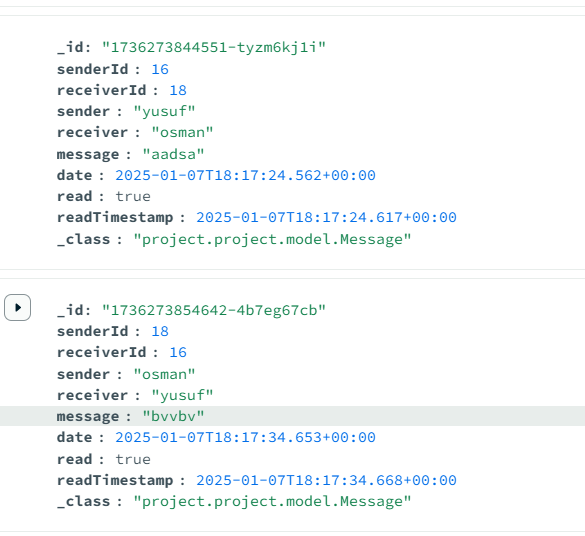 _id: "1736273844551-tyzm6kj1i"
senderId : 16
receiverId : 18
sender : "yusuf"
receiver : "osman"
message : "aadsa"
date : 2025-01-07T18:17:24.562+00:00
read : true
readTimestamp : 2025-01-07T18:17:24.617+00:00
_class : "project.project.model.Message"
_id: "1736273854642-4b7eg67cb"
senderId : 18
receiverId : 16
sender : "osman"
receiver : "yusuf"
message : "bvvbv"
date : 2025-01-07T18:17:34.653+00:00
read : true
readTimestamp : 2025-01-07T18:17:34.668+00:00
_class : "project.project.model.Message"